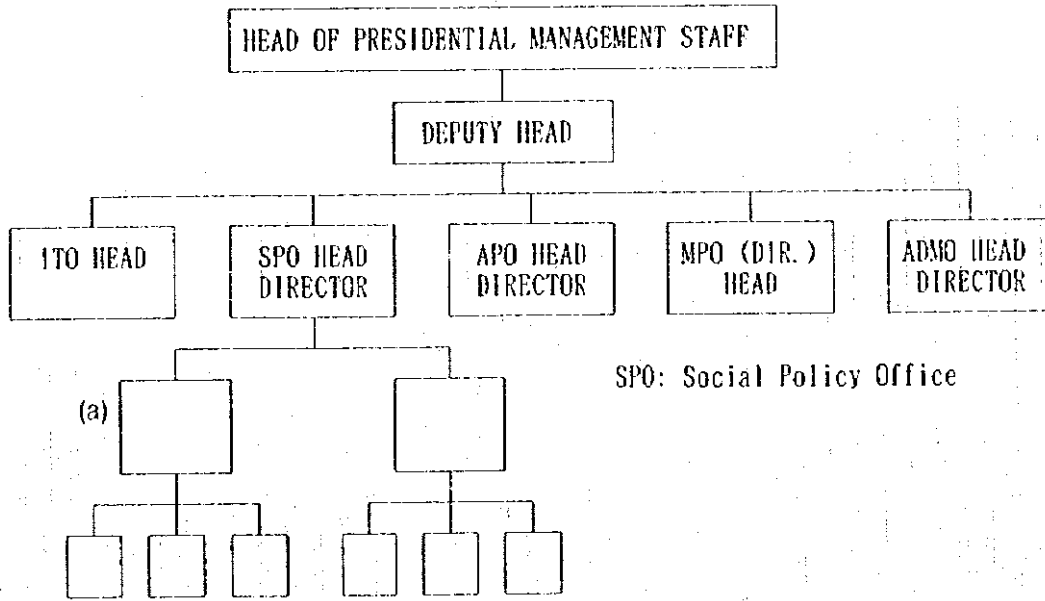 HEAD OF PRESIDENTIAL MANAGEMENT STAFF
DEPUTY HEAD
ITO HEAD
SPO HEAD
DIRECTOR
APO HEAD
DIRECTOR
MPO (DIR.)
HEAD
ADMO HEAD
DIRECTOR
SPO: Social Policy Office
(a)